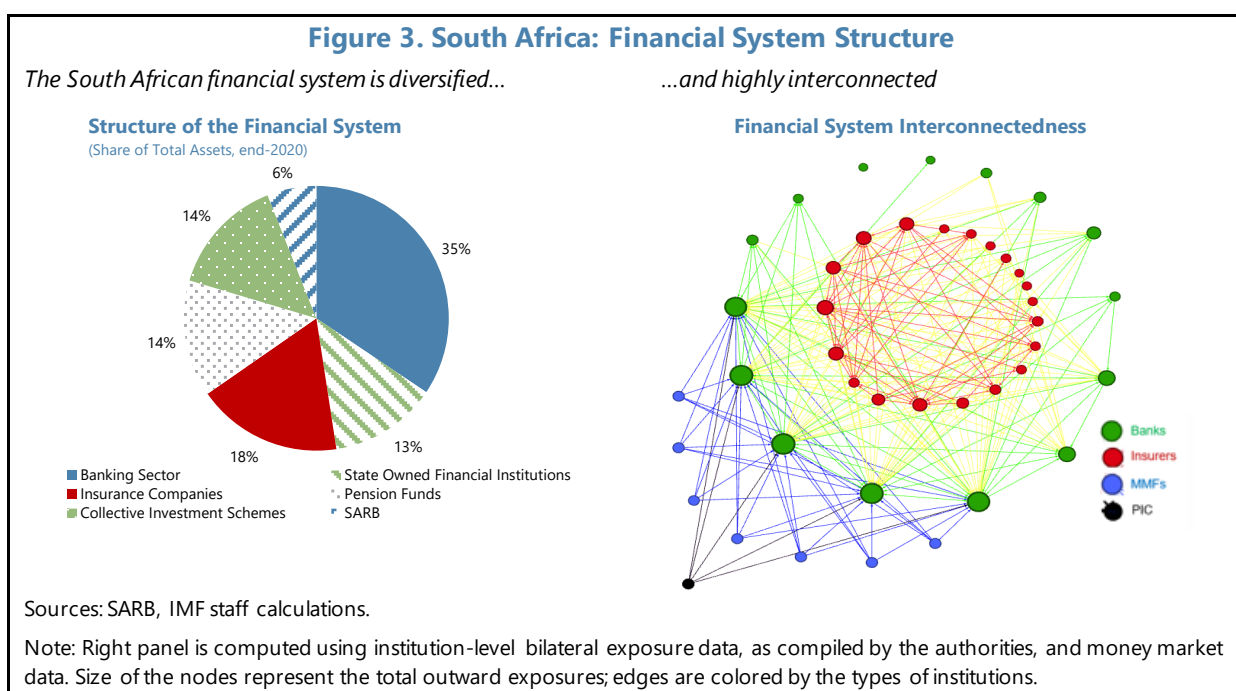 Figure 3. South Africa: Financial System Structure
The South African financial system is diversified…
…and highly interconnected
Structure of the Financial System
(Share of Total Assets, end-2020)
6%
14%
35%
14%
18%
13%
Banking Sector
State Owned Financial Institutions
Insurance Companies
Pension Funds
Collective Investment Schemes
SARB
Financial System Interconnectedness
Banks
Insurers
MMFs
PIC
Sources: SARB, IMF staff calculations.
Note: Right panel is computed using institution-level bilateral exposure data, as compiled by the authorities, and money market
data. Size of the nodes represent the total outward exposures; edges are colored by the types of institutions.